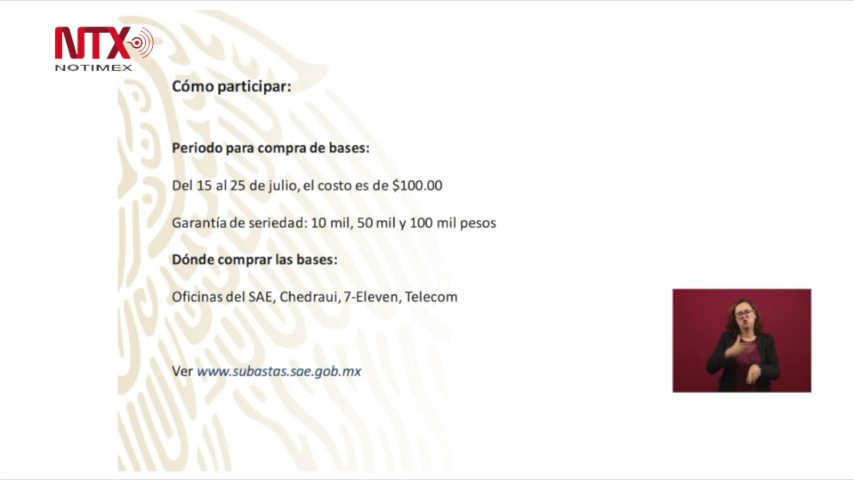 NTX
NOTIMEX
Cómo participar:
Periodo para compra de bases:
Del 15 al 25 de julio, el costo es de $100.00
Garantía de seriedad: 10 mil, 50 mil y 100 mil pesos
Dónde comprar las bases:
Oficinas del SAE, Chedraui, 7-Eleven, Telecom
Ver www.subastas.sae.gob.mx